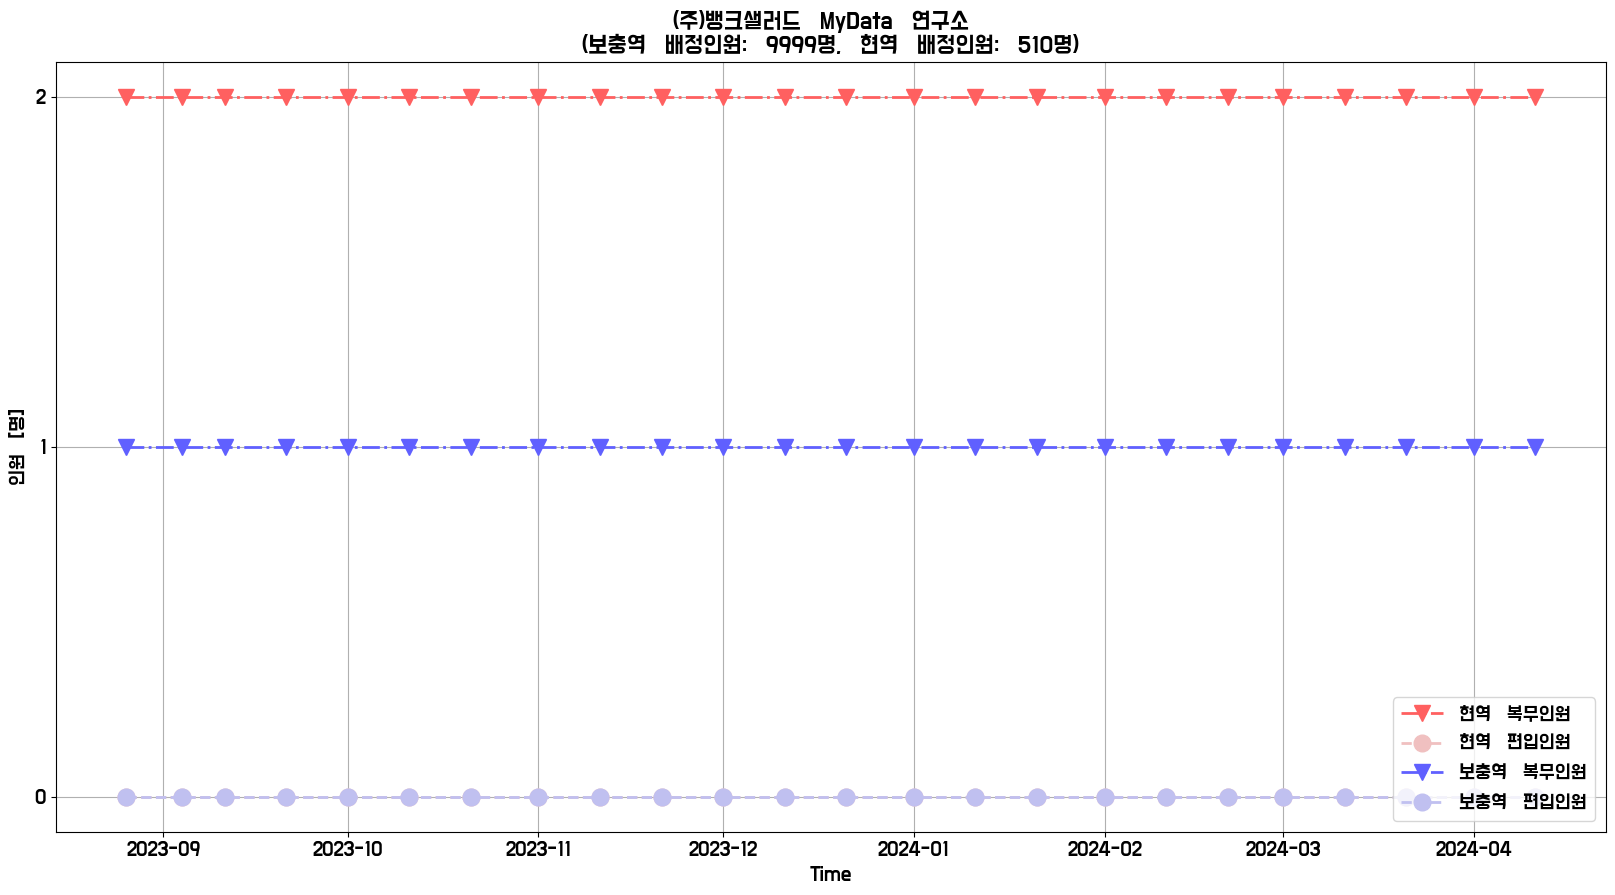 (주)뱅크샐러드 MyData 연구소
(보충역 배정인원: 9999명, 현역 배정인원: 510명)
인원 [명]
2
1
0
현역 복무인원
현역 편입인원
보충역 복무인원
보충역 편입인원
2023-09 2023-10 2023-11 2023-12 2024-01 2024-02 2024-03 2024-04
Time